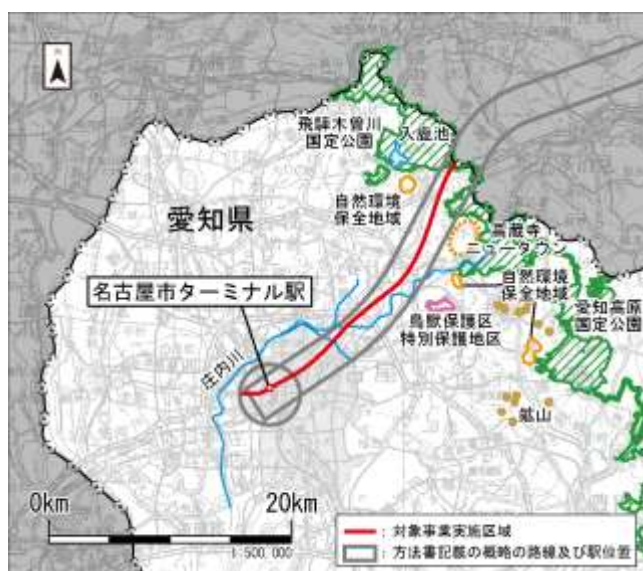 飛騨木曽川
国定公園
入鹿池
自然環境
保全地域
愛知県
高蔵寺
ニュータウン
名古屋市ターミナル駅
自然環境
保全地域
鳥獣保護区
特別保護地区
愛知高原
国定公園
庄内川
鉱山
0km
20km
1:500,000
:対象事業実施区域
:方法書記載の概略の路線及び駅位置